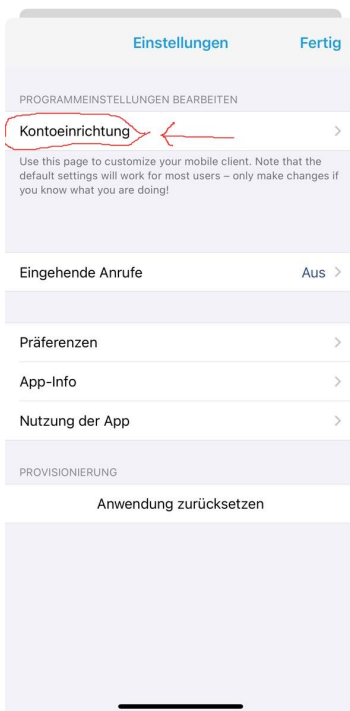 Einstellungen
Fertig
PROGRAMMEINSTELLUNGEN BEARBEITEN
Kontoeinrichtung
Use this page to customize your mobile client. Note that the
default settings will work for most users – only make changes if
you know what you are doing!
Eingehende Anrufe
Aus
Präferenzen
App-Info
Nutzung der App
PROVISIONIERUNG
Anwendung zurücksetzen